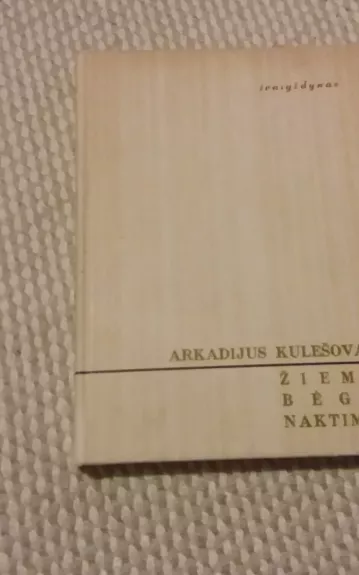 ARKADIJUS KULEŠOVA
ŽIEM
BĖG
NAKTIM